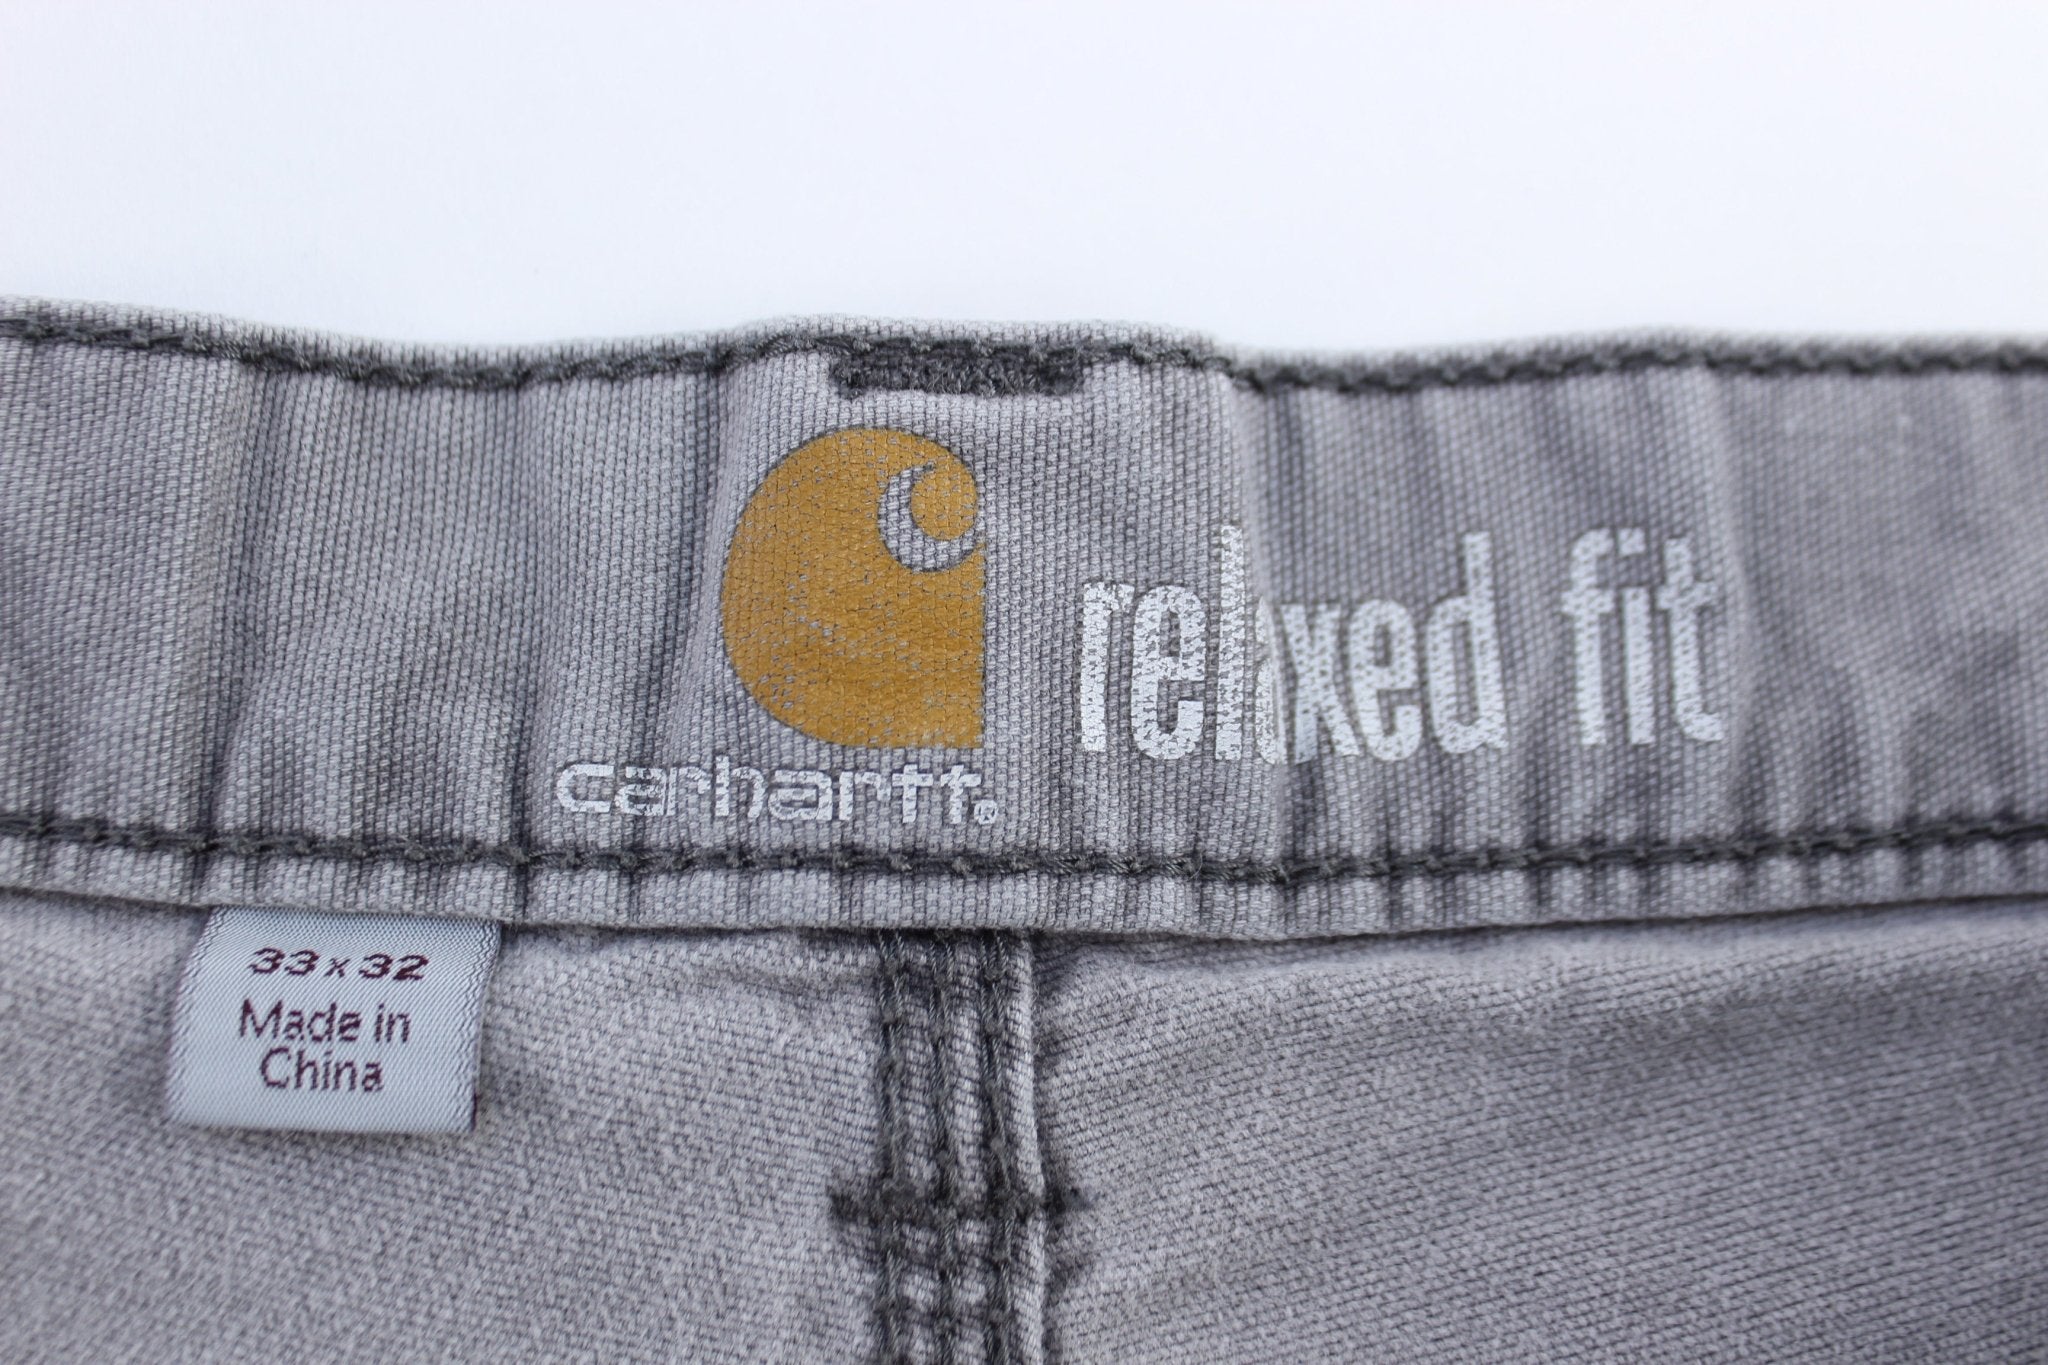 carhartt®
relaxed fit
33 x 32
Made in
China